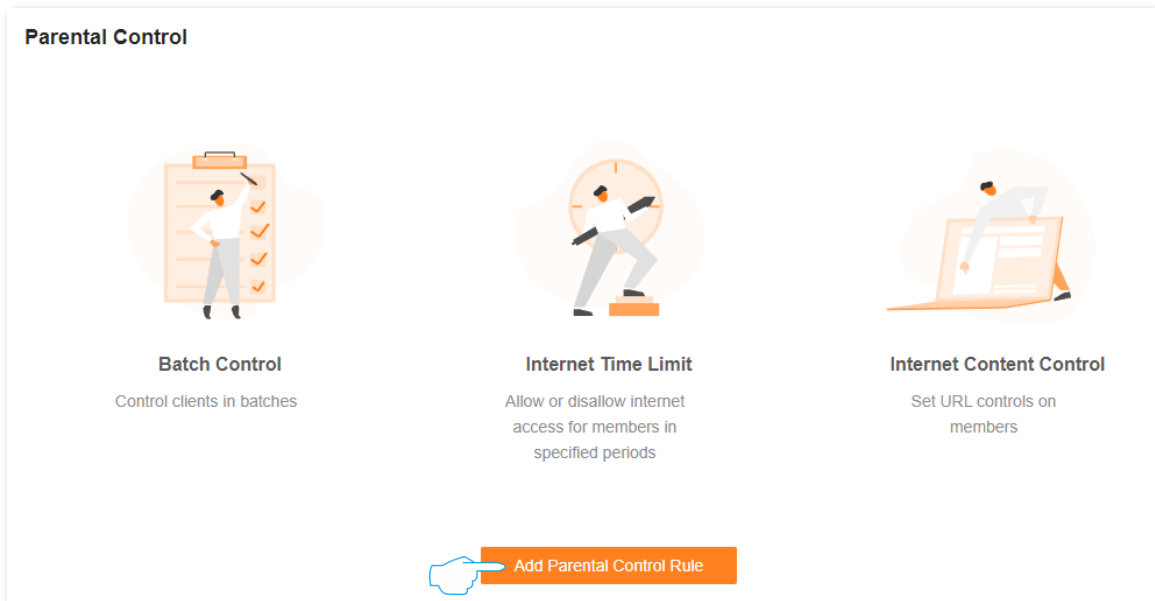 Parental Control
Batch Control
Control clients in batches
Internet Time Limit
Allow or disallow internet
access for members in
specified periods
Internet Content Control
Set URL controls on
members
Add Parental Control Rule